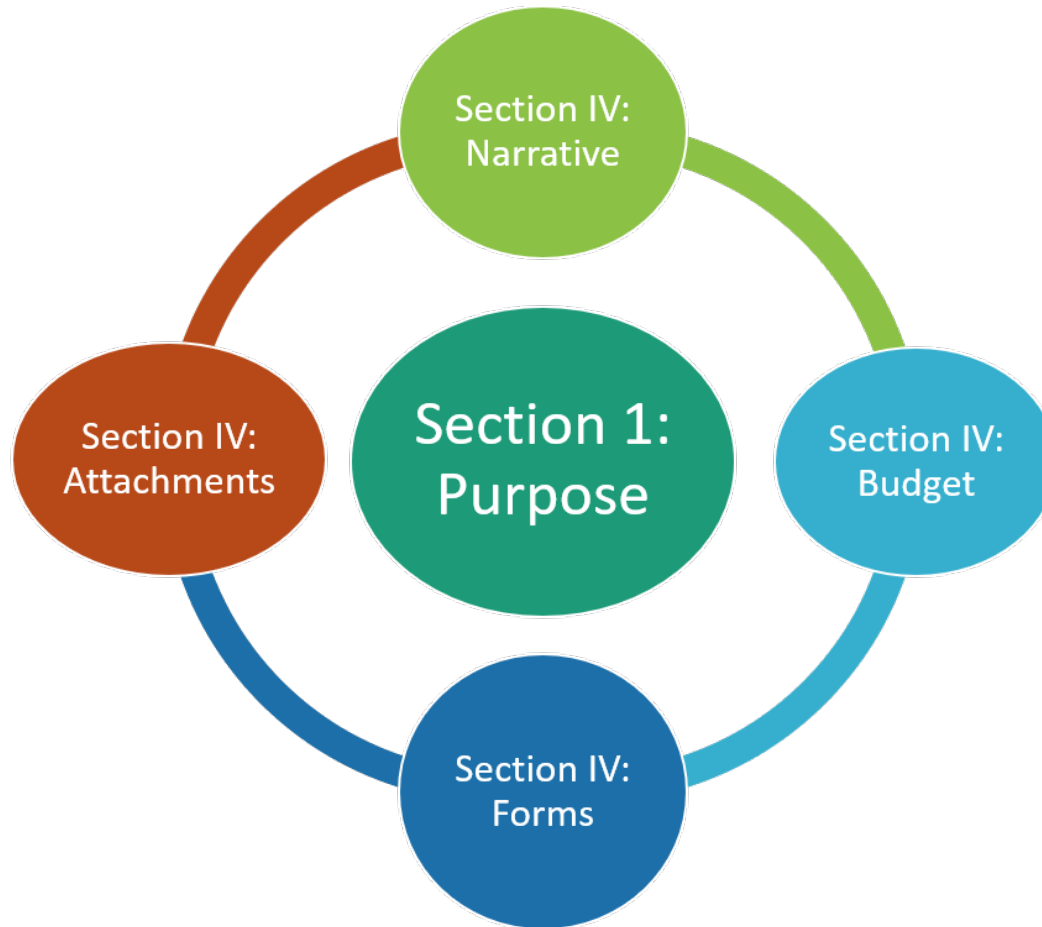 Section IV:
Narrative
Section IV:
Attachments
Section 1:
Purpose
Section IV:
Budget
Section IV:
Forms